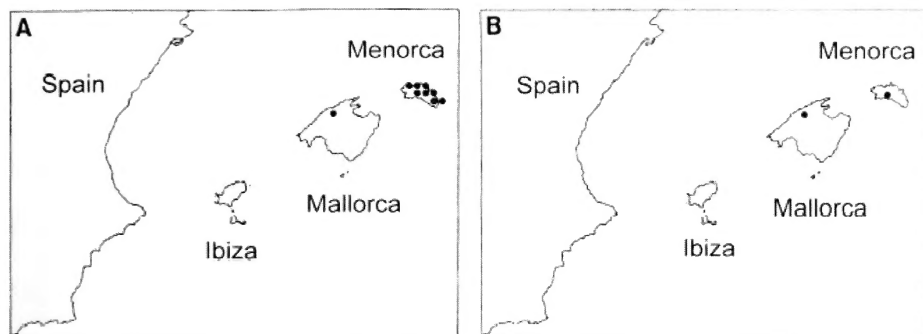 A
Spain
Menorca
Mallorca
Ibiza
B
Spain
Menorca
Mallorca
Ibiza